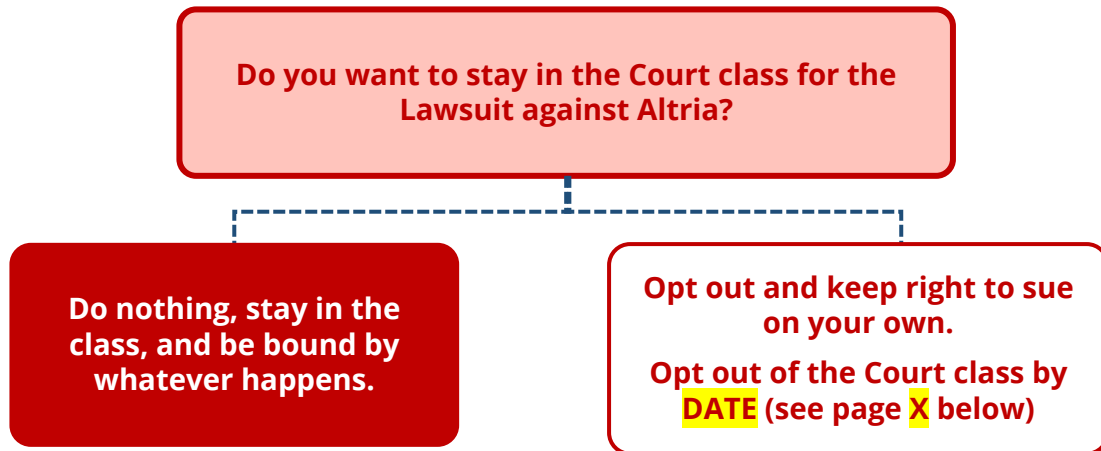 Do you want to stay in the Court class for the
Lawsuit against Altria?
Do nothing, stay in the
class, and be bound by
whatever happens.
Opt out and keep right to sue
on your own.
Opt out of the Court class by
DATE (see page X below)